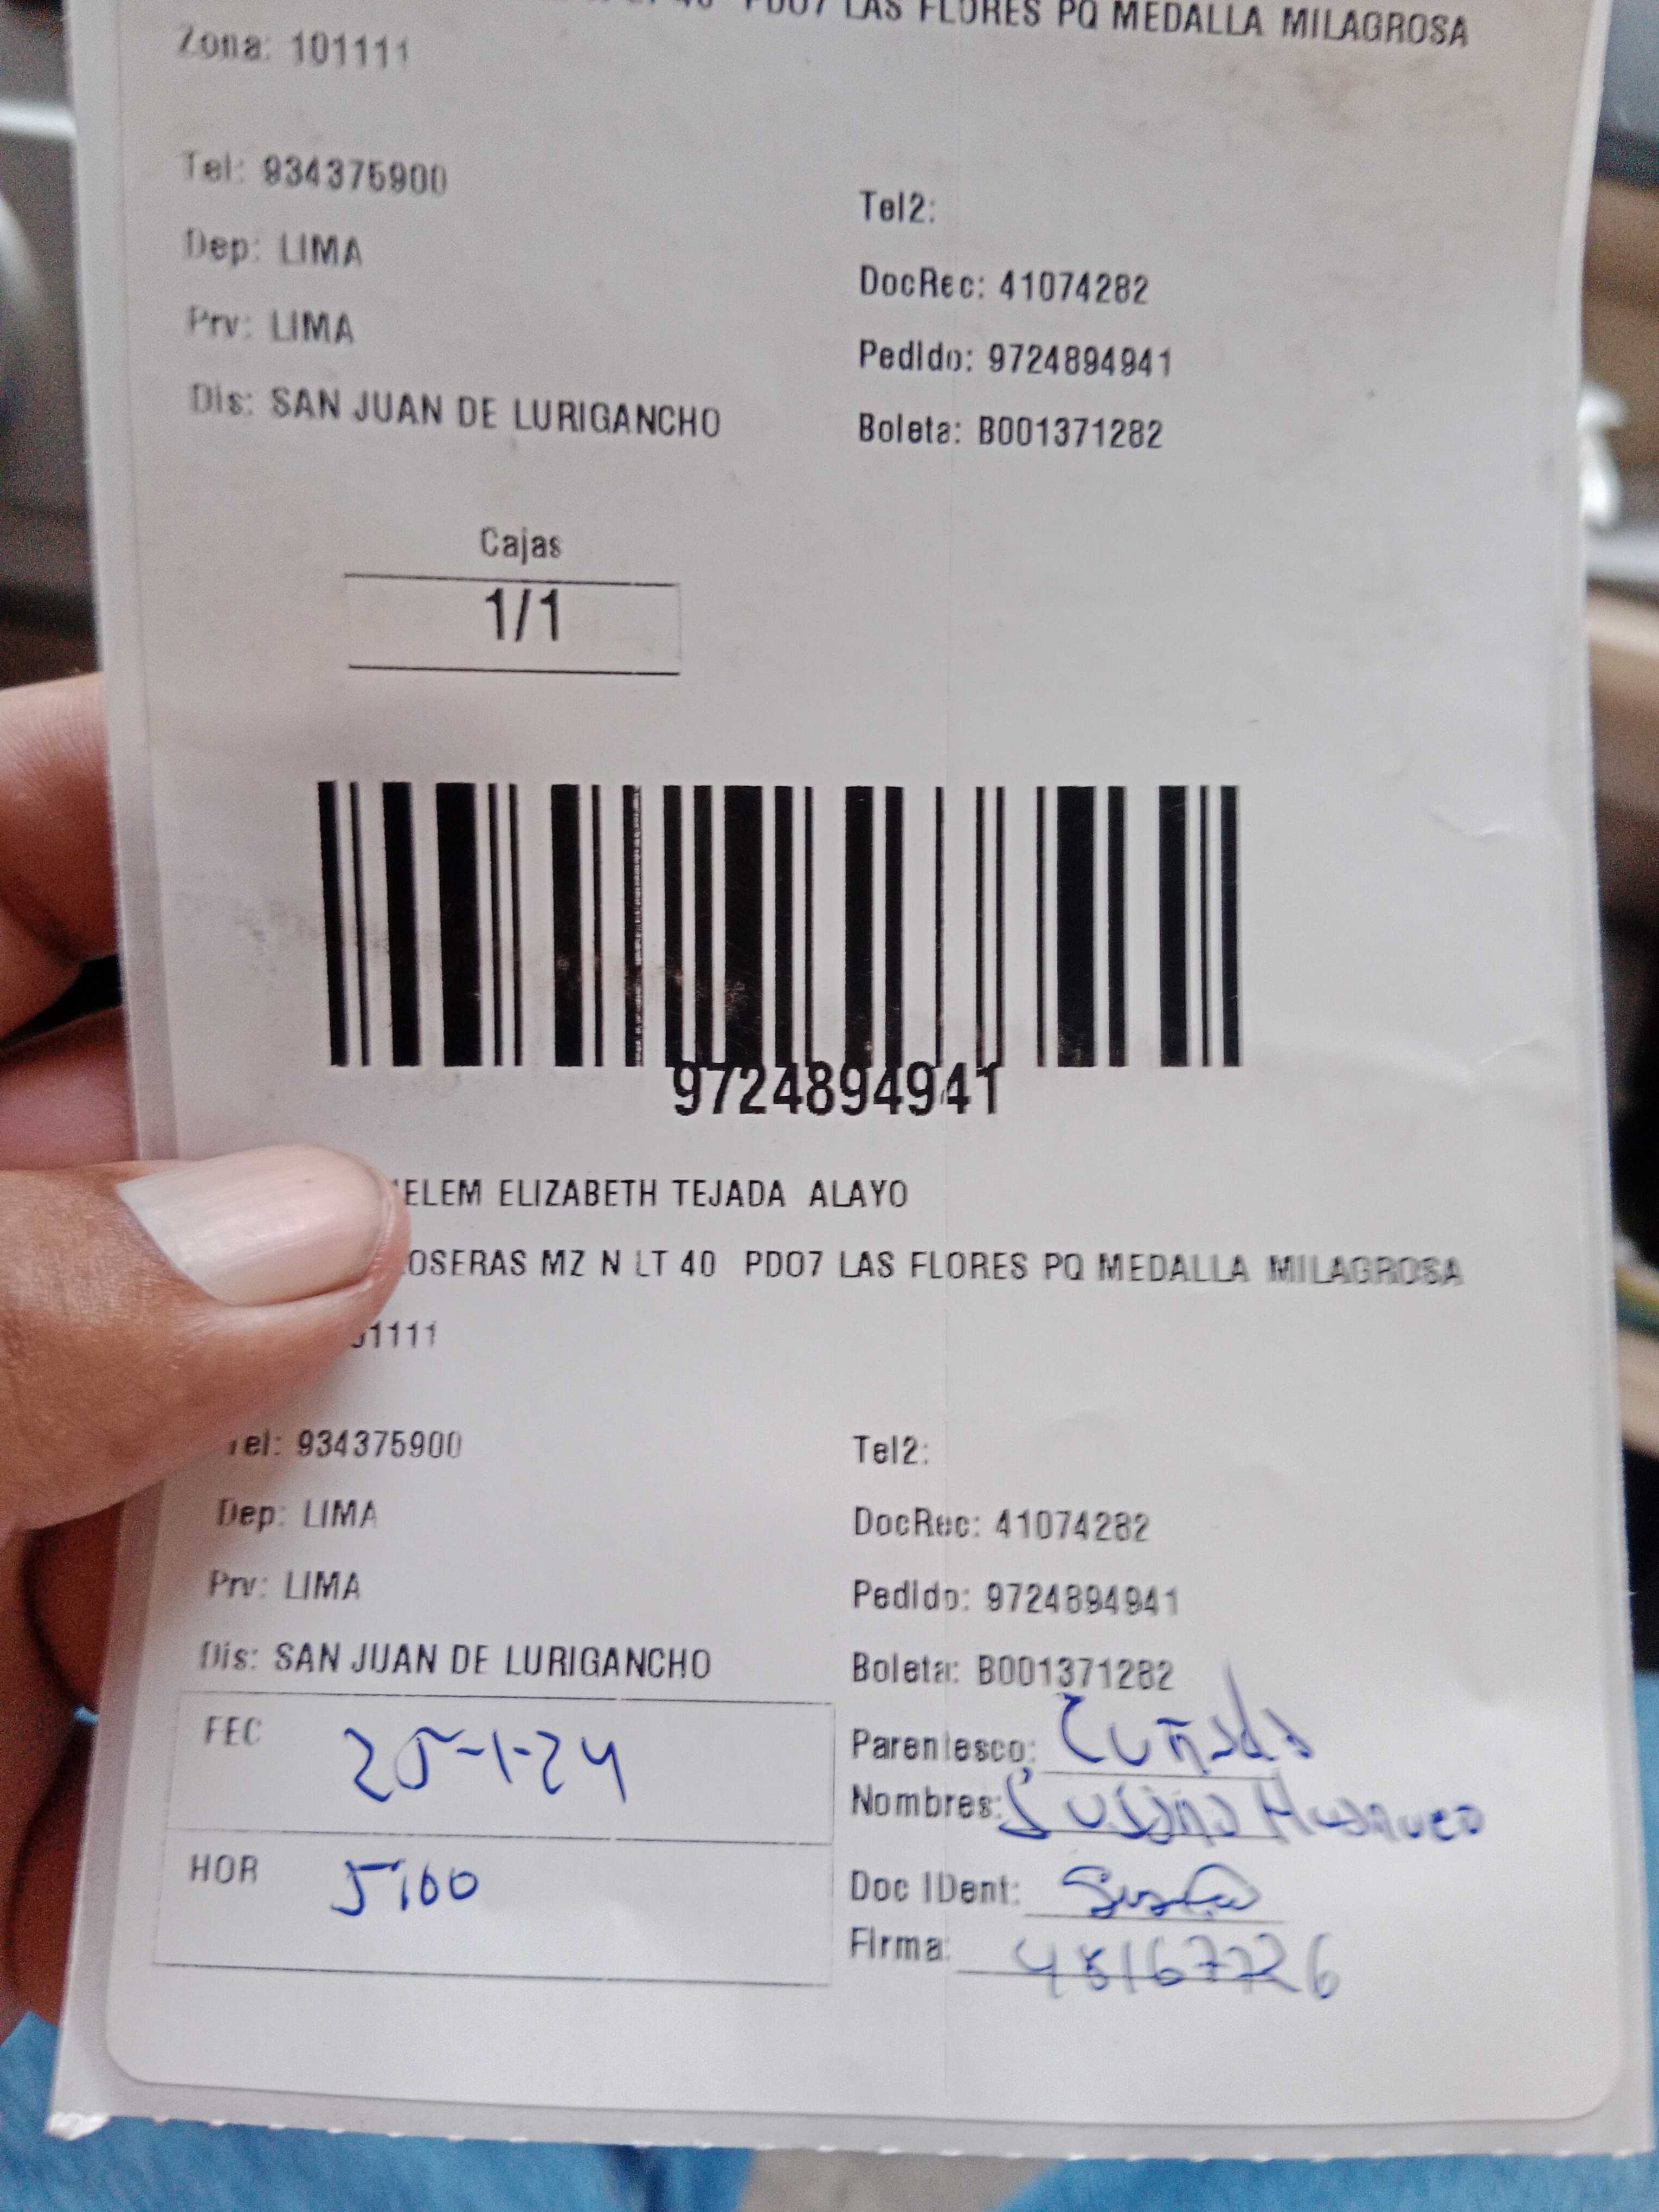 40 PD07 LAS FLORES PQ MEDALLA MILAGROSA
Zona: 101111
Tel: 934375900
Tel2:
Dep: LIMA
DocRec: 41074282
Prv: LIMA
Pedido: 9724894941
Dis: SAN JUAN DE LURIGANCHO
Boleta: B001371282
Cajas
1/1
9724894941
ELEM ELIZABETH TEJADA ALAYO
OSERAS MZ N LT 40 PD07 LAS FLORES PQ MEDALLA MILAGROSA
01111
Tel: 934375900
Tel2:
Dep: LIMA
DocRec: 41074282
Prv: LIMA
Pedido: 9724894941
Dis: SAN JUAN DE LURIGANCHO
Boleta: B001371282
FEC 25-1-24
Parentesco: Cuñada
Nombres: Susana
HOR 5:00
Doc IDent:
Firma: 48167726